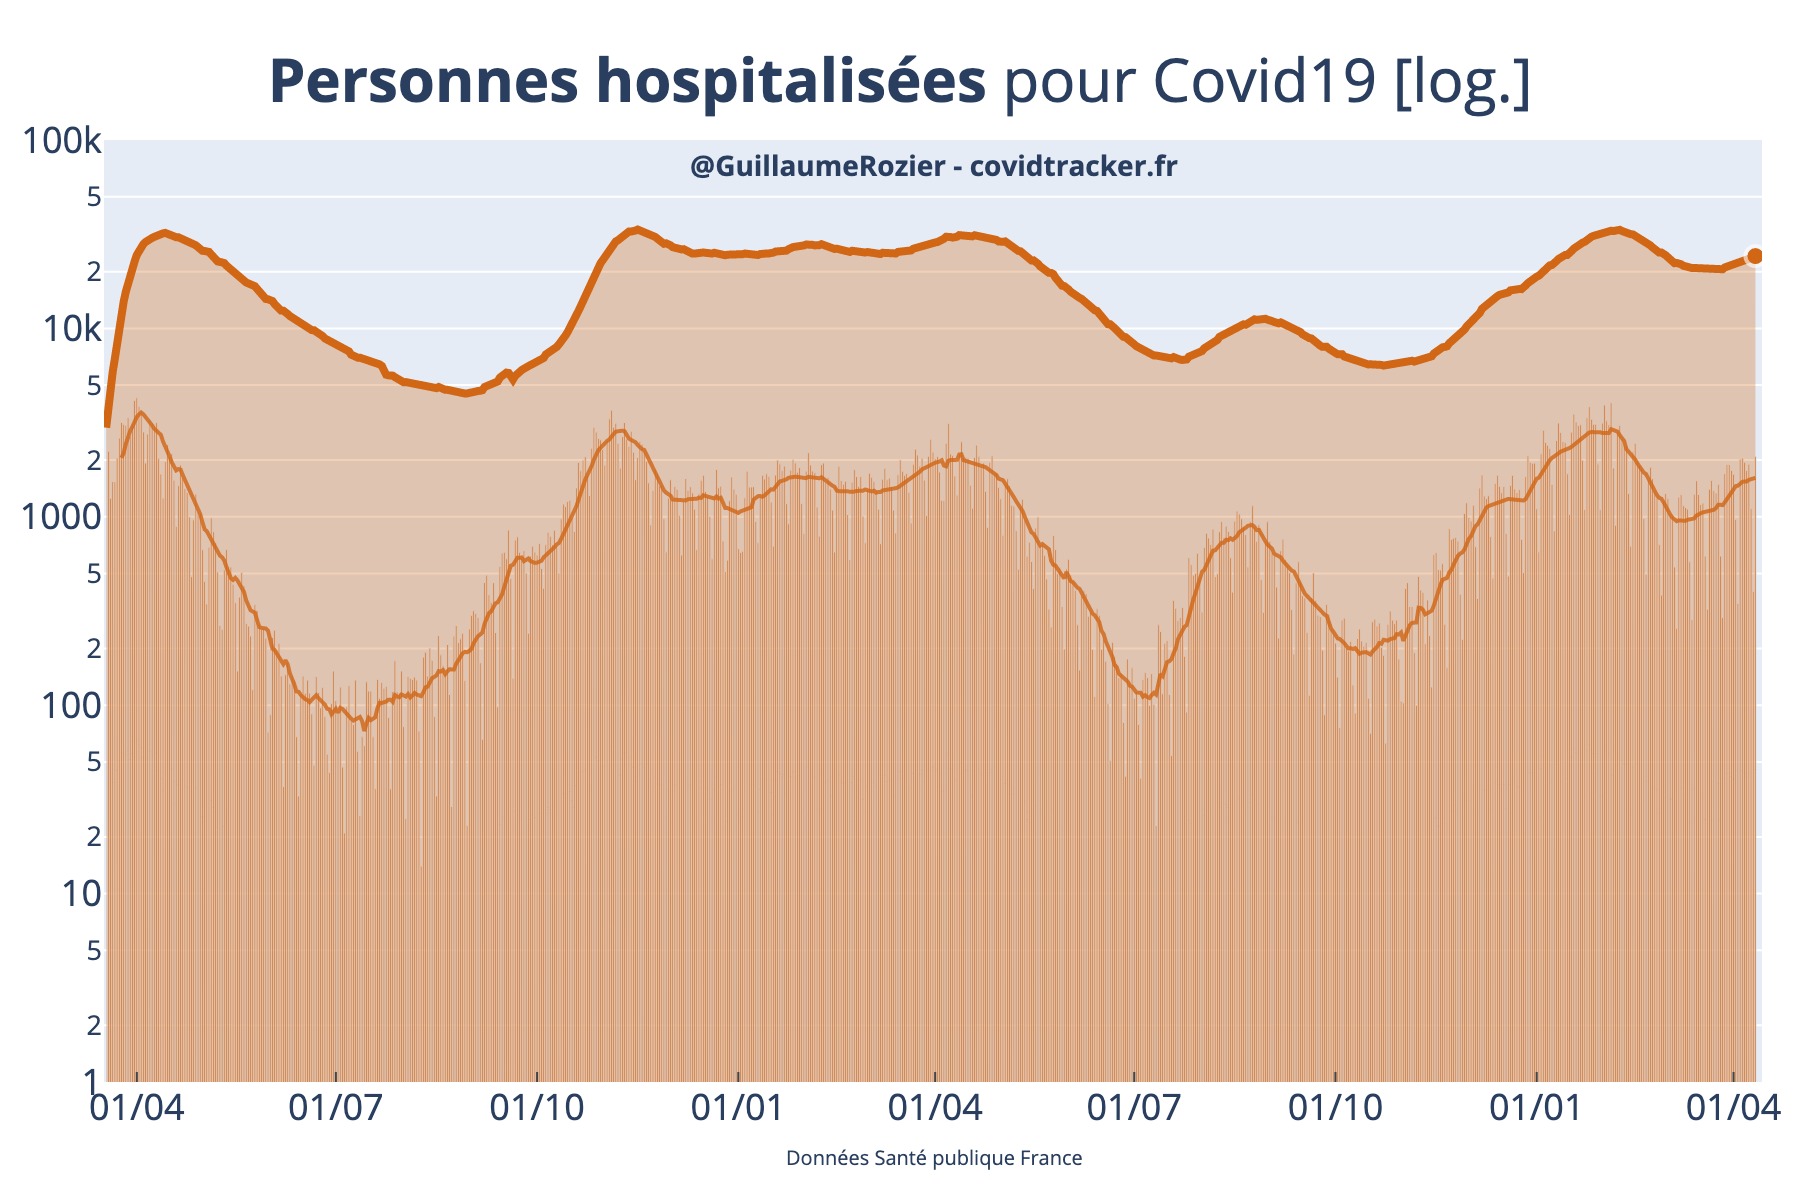 Personnes hospitalisées pour Covid19 [log.]
@GuillaumeRozier - covidtracker.fr
100k
5
2
10k
5
2
1000
5
2
100
5
2
10
5
2
1
01/04 01/07 01/10 01/01 01/04 01/07 01/10 01/01 01/04
Données Santé publique France